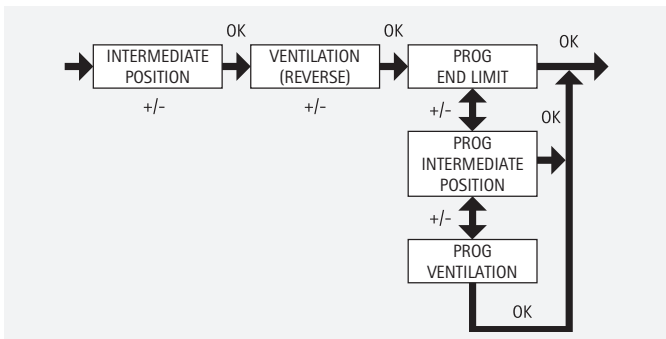 OK
OK
OK
INTERMEDIATE
POSITION
VENTILATION
(REVERSE)
PROG
END LIMIT
+/-
+/-
+/-
OK
PROG
INTERMEDIATE
POSITION
+/-
PROG
VENTILATION
OK